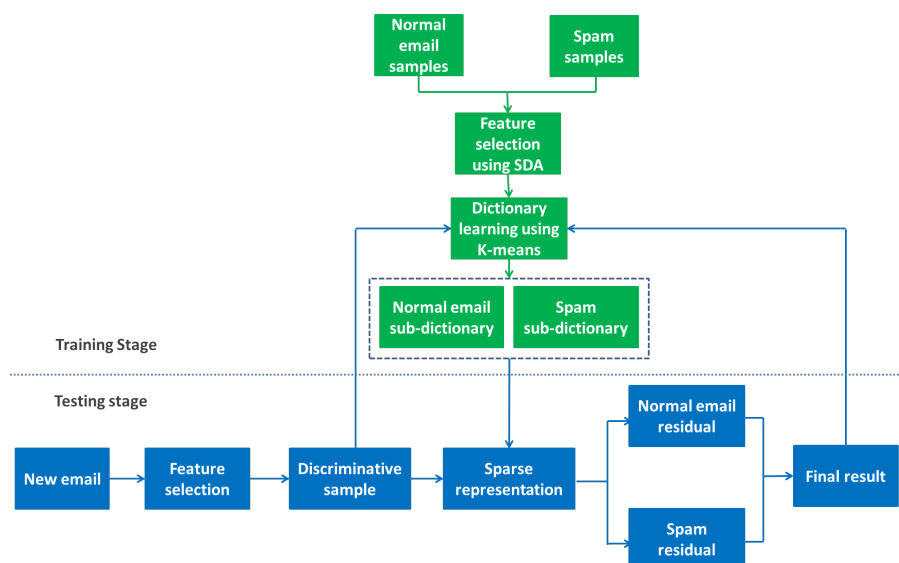 Normal
email
samples
Spam
samples
Feature
selection
using SDA
Dictionary
learning using
K-means
Normal email
sub-dictionary
Spam
sub-dictionary
Training Stage
Testing stage
New email
Feature
selection
Discriminative
sample
Sparse
representation
Normal email
residual
Spam
residual
Final result